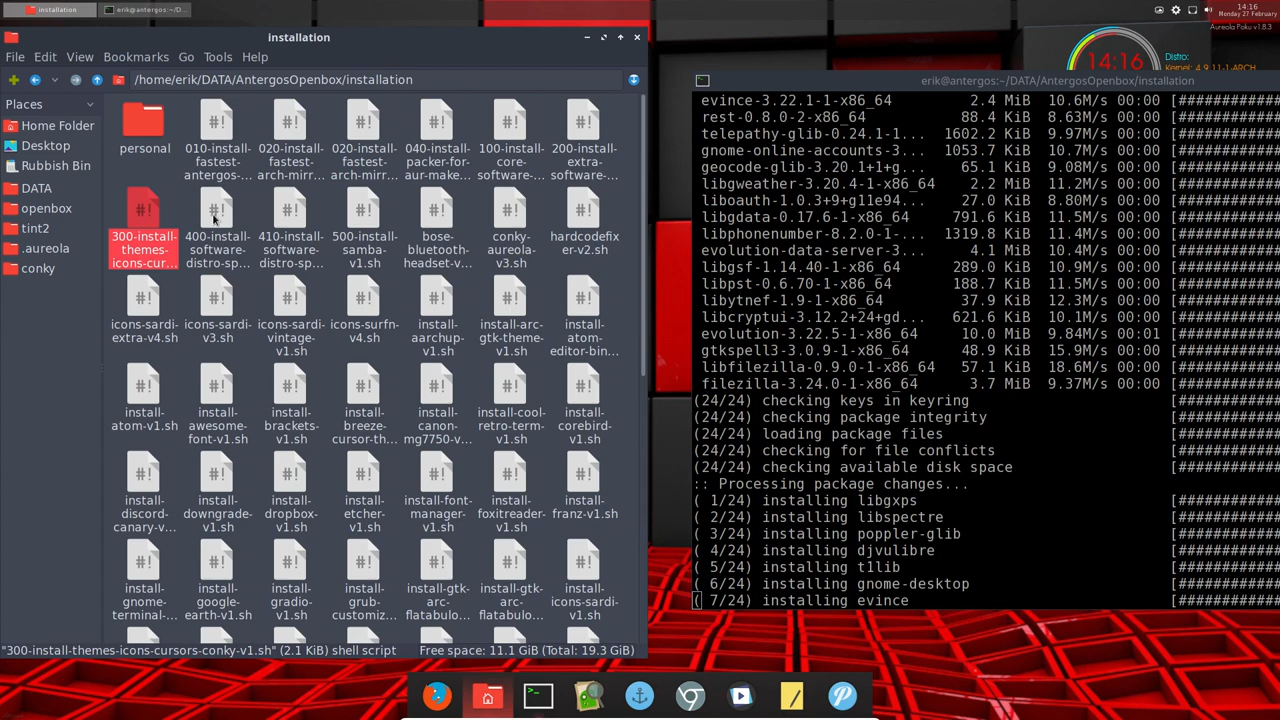 installation
erik@antergos:~/D...
14:16
Monday 27 February
Aureola Poku v1.8.3
14:16
Distro:
Kernel: 4.9.11-1-ARCH
installation
File Edit View Bookmarks Go Tools Help
/home/erik/DATA/AntergosOpenbox/installation
Places
Home Folder
Desktop
Rubbish Bin
DATA
openbox
tint2
.aureola
conky
personal
010-install-fastest-antergos-...
020-install-fastest-arch-mirr...
020-install-fastest-arch-mirr...
040-install-packer-for-aur-make...
100-install-core-software-...
200-install-extra-software-...
300-install-themes-icons-cur...
400-install-software-distro-sp...
410-install-software-distro-sp...
500-install-samba-v1.sh
bose-bluetooth-headset-v...
conky-aureola-v3.sh
hardcodefixer-v2.sh
icons-sardi-extra-v4.sh
icons-sardi-v3.sh
icons-sardi-vintage-v1.sh
icons-surfn-v4.sh
install-aarchup-v1.sh
install-arc-gtk-theme-v1.sh
install-atom-editor-bin...
install-atom-v1.sh
install-awesome-font-v1.sh
install-brackets-v1.sh
install-breeze-cursor-th...
install-canon-mg7750-v...
install-cool-retro-term-v1.sh
install-corebird-v1.sh
install-discord-canary-v...
install-downgrade-v1.sh
install-dropbox-v1.sh
install-etcher-v1.sh
install-font-manager-v1.sh
install-foxitreader-v1.sh
install-franz-v1.sh
install-gnome-terminal-...
install-google-earth-v1.sh
install-gradio-v1.sh
install-grub-customiz...
install-gtk-arc-flatabulo...
install-gtk-arc-flatabulo...
install-icons-sardi-v1.sh
"300-install-themes-icons-cursors-conky-v1.sh" (2.1 KiB) shell script
Free space: 11.1 GiB (Total: 19.3 GiB)
erik@antergos:~/DATA/AntergosOpenbox/installation
evince-3.22.1-1-x86_64 2.4 MiB 10.6M/s 00:00 [###########
rest-0.8.0-2-x86_64 88.4 KiB 8.63M/s 00:00 [###########
telepathy-glib-0.24.1-1... 1602.2 KiB 9.97M/s 00:00 [###########
gnome-online-accounts-3... 1053.7 KiB 10.7M/s 00:00 [###########
geocode-glib-3.20.1+1+g... 65.1 KiB 9.08M/s 00:00 [###########
libgweather-3.20.4-1-x86_64 2.2 MiB 11.2M/s 00:00 [###########
liboauth-1.0.3+9+g11e94... 27.0 KiB 8.80M/s 00:00 [###########
libgdata-0.17.6-1-x86_64 791.6 KiB 11.5M/s 00:00 [###########
libphonenumber-8.2.0-1-... 1319.8 KiB 11.4M/s 00:00 [###########
evolution-data-server-3... 4.1 MiB 10.5M/s 00:00 [###########
libgsf-1.14.40-1-x86_64 289.0 KiB 10.9M/s 00:00 [###########
libpst-0.6.70-1-x86_64 188.7 KiB 11.5M/s 00:00 [###########
libytnef-1.9-1-x86_64 37.9 KiB 12.3M/s 00:00 [###########
libcryptui-3.12.2+24+gd... 621.6 KiB 10.1M/s 00:00 [###########
evolution-3.22.5-1-x86_64 10.0 MiB 9.84M/s 00:01 [###########
gtkspell3-3.0.9-1-x86_64 48.9 KiB 15.9M/s 00:00 [###########
libfilezilla-0.9.0-1-x86_64 57.1 KiB 18.6M/s 00:00 [###########
filezilla-3.24.0-1-x86_64 3.7 MiB 9.37M/s 00:00 [###########
(24/24) checking keys in keyring [###########
(24/24) checking package integrity [###########
(24/24) loading package files [###########
(24/24) checking for file conflicts [###########
(24/24) checking available disk space [###########
:: Processing package changes...
( 1/24) installing libgxps [###########
( 2/24) installing libspectre [###########
( 3/24) installing poppler-glib [###########
( 4/24) installing djvulibre [###########
( 5/24) installing t1lib [###########
( 6/24) installing gnome-desktop [###########
( 7/24) installing evince [###########